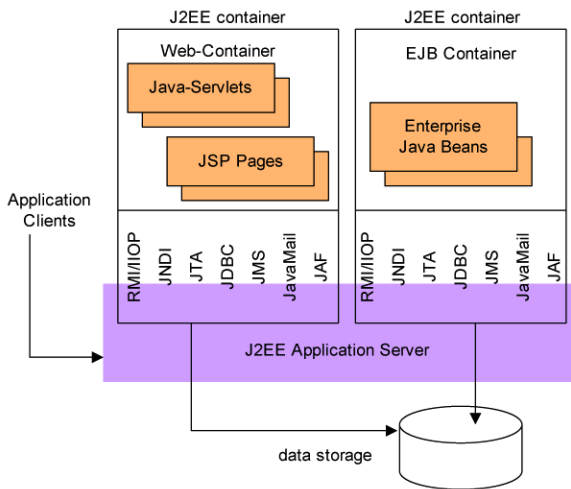 J2EE container
J2EE container
Web-Container
EJB Container
Java-Servlets
JSP Pages
Enterprise
Java Beans
Application
Clients
RMI/IIOP
JNDI
JTA
JDBC
JMS
JavaMail
JAF
RMI/IIOP
JNDI
JTA
JDBC
JMS
JavaMail
JAF
J2EE Application Server
data storage